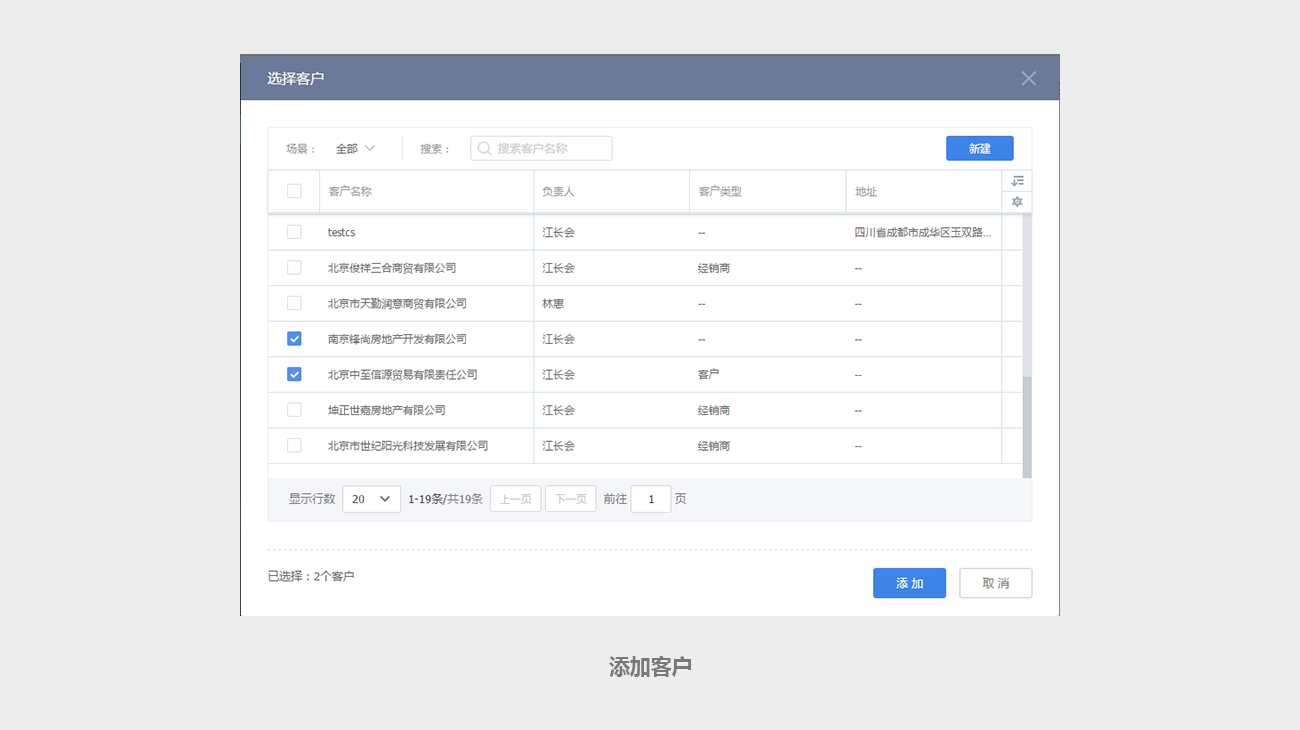 选择客户
场景： 全部 搜索： 搜索客户名称 新建
客户名称 负责人 客户类型 地址
testcs 江长会 -- 四川省成都市成华区玉双路...
北京俊祥三合商贸有限公司 江长会 经销商 --
北京市天勤润意商贸有限公司 林惠 -- --
南京锋尚房地产开发有限公司 江长会 -- --
北京中至信源贸易有限责任公司 江长会 客户 --
坤正世嘉房地产有限公司 江长会 经销商 --
北京市世纪阳光科技发展有限公司 江长会 经销商 --
显示行数 20 1-19条/共19条 上一页 下一页 前往 1 页
已选择：2个客户 添 加 取 消
添加客户